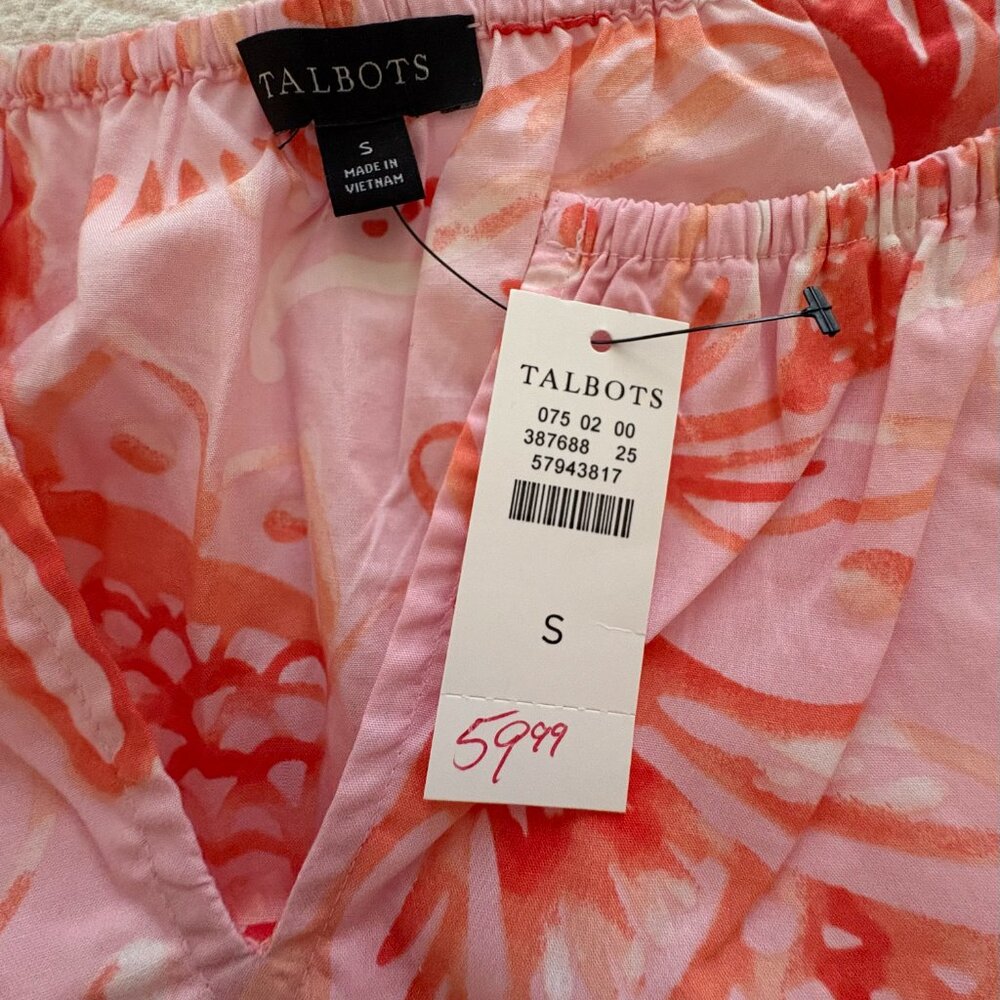 TALBOTS
S
MADE IN
VIETNAM
TALBOTS
075 02 00
387688 25
57943817
S
5999